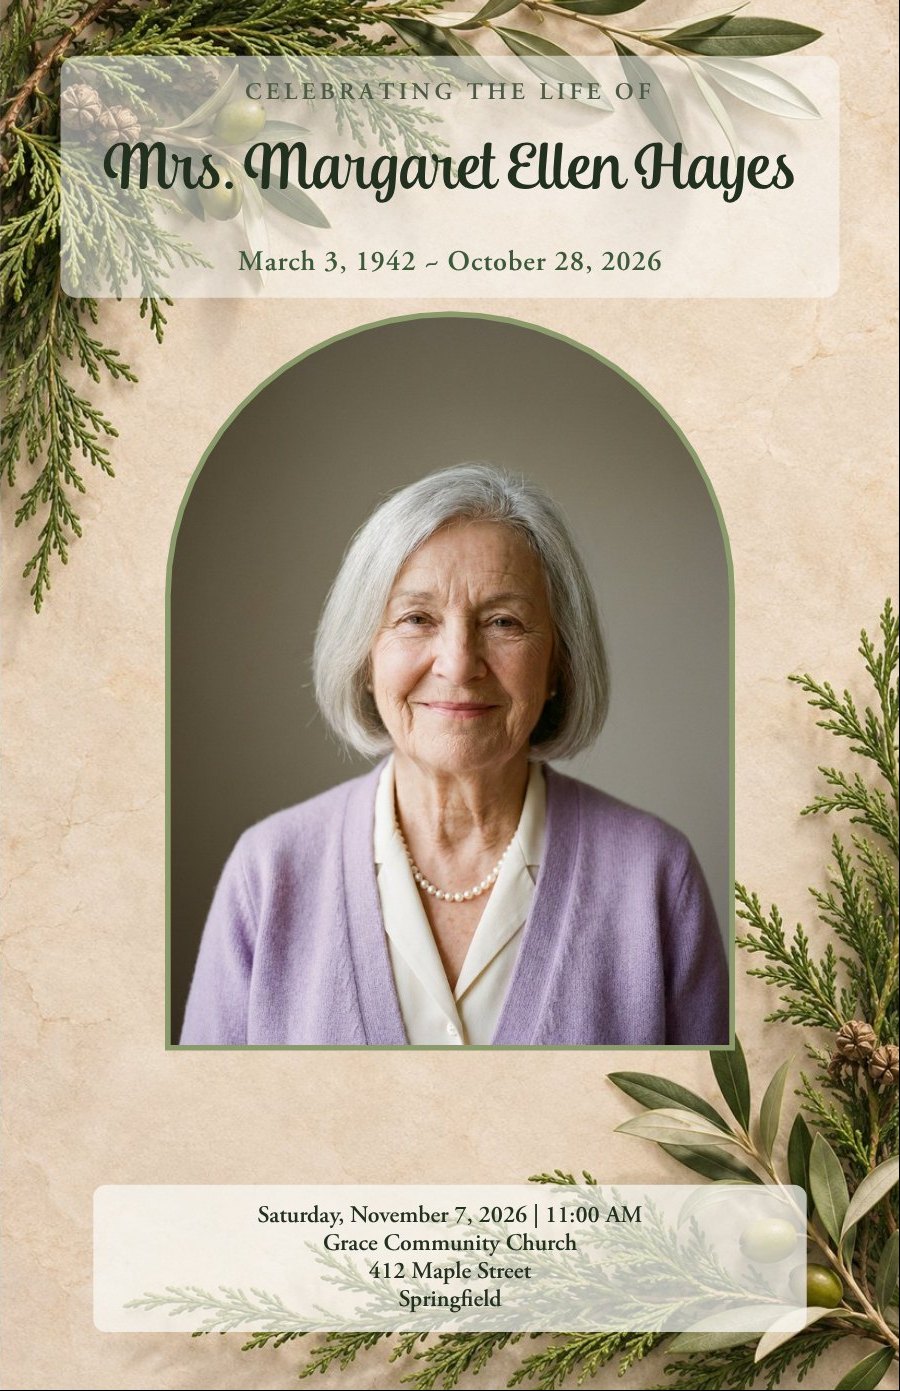 CELEBRATING THE LIFE OF
Mrs. Margaret Ellen Hayes
March 3, 1942 ~ October 28, 2026
Saturday, November 7, 2026 | 11:00 AM
Grace Community Church
412 Maple Street
Springfield